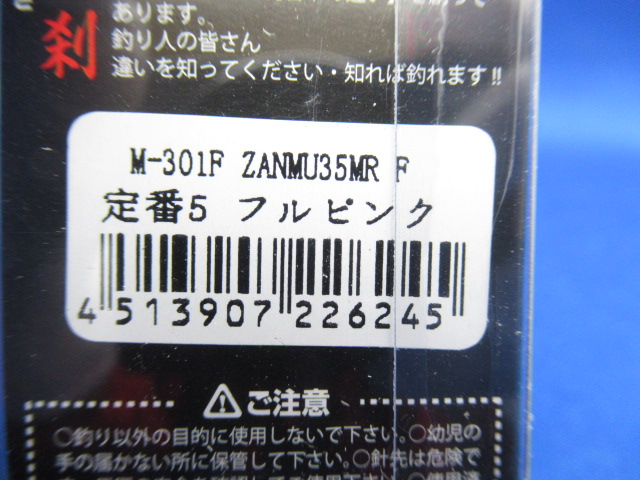 あります。
釣り人の皆さん
違いを知ってください・知れば釣れます!!
刹
M-301F ZANMU35MR F
定番5 フルピンク
4 513907 226245
⚠ご注意
○釣り以外の目的に使用しないで下さい。○幼児の
手の届かない所に保管して下さい。○針先は危険で